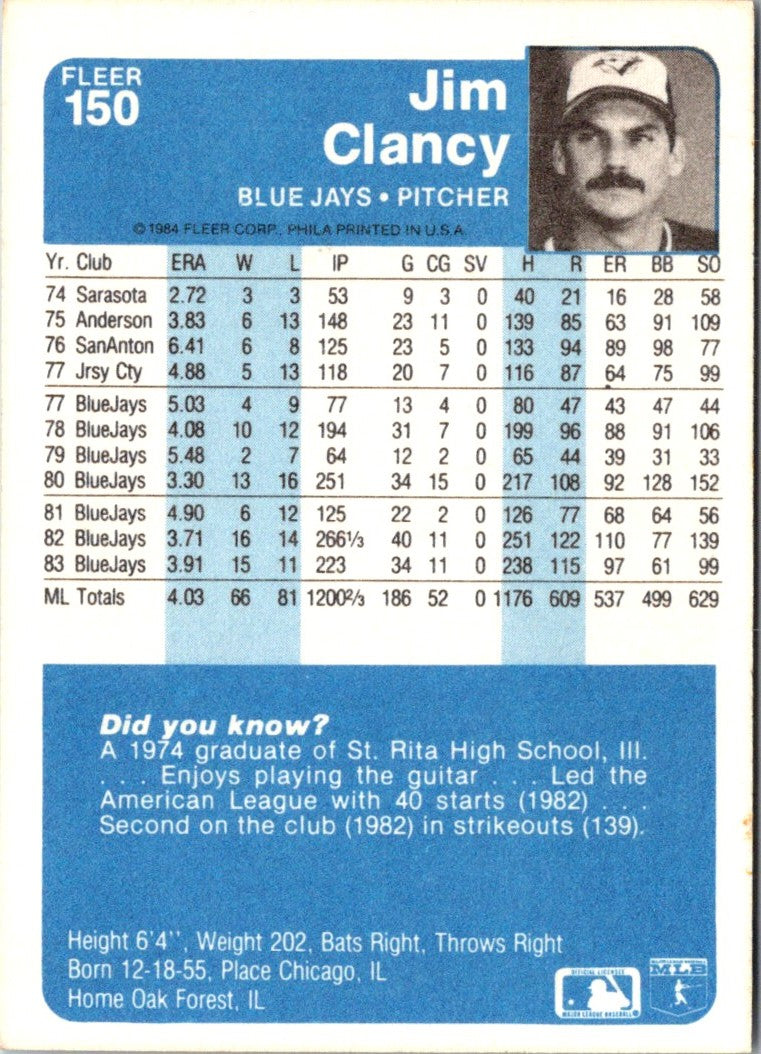 FLEER
150
Jim
Clancy
BLUE JAYS • PITCHER
© 1984 FLEER CORP., PHILA PRINTED IN U.S.A.
Yr. Club ERA W L IP G CG SV H R ER BB SO
74 Sarasota 2.72 3 3 53 9 3 0 40 21 16 28 58
75 Anderson 3.83 6 13 148 23 11 0 139 85 63 91 109
76 SanAnton 6.41 6 8 125 23 5 0 133 94 89 98 77
77 Jrsy Cty 4.88 5 13 118 20 7 0 116 87 64 75 99
77 BlueJays 5.03 4 9 77 13 4 0 80 47 43 47 44
78 BlueJays 4.08 10 12 194 31 7 0 199 96 88 91 106
79 BlueJays 5.48 2 7 64 12 2 0 65 44 39 31 33
80 BlueJays 3.30 13 16 251 34 15 0 217 108 92 128 152
81 BlueJays 4.90 6 12 125 22 2 0 126 77 68 64 56
82 BlueJays 3.71 16 14 266⅓ 40 11 0 251 122 110 77 139
83 BlueJays 3.91 15 11 223 34 11 0 238 115 97 61 99
ML Totals 4.03 66 81 1200⅔ 186 52 0 1176 609 537 499 629
Did you know?
A 1974 graduate of St. Rita High School, Ill.
. . . Enjoys playing the guitar . . . Led the
American League with 40 starts (1982) . . .
Second on the club (1982) in strikeouts (139).
Height 6'4'', Weight 202, Bats Right, Throws Right
Born 12-18-55, Place Chicago, IL
Home Oak Forest, IL
OFFICIAL LICENSEE
MAJOR LEAGUE BASEBALL
MLB